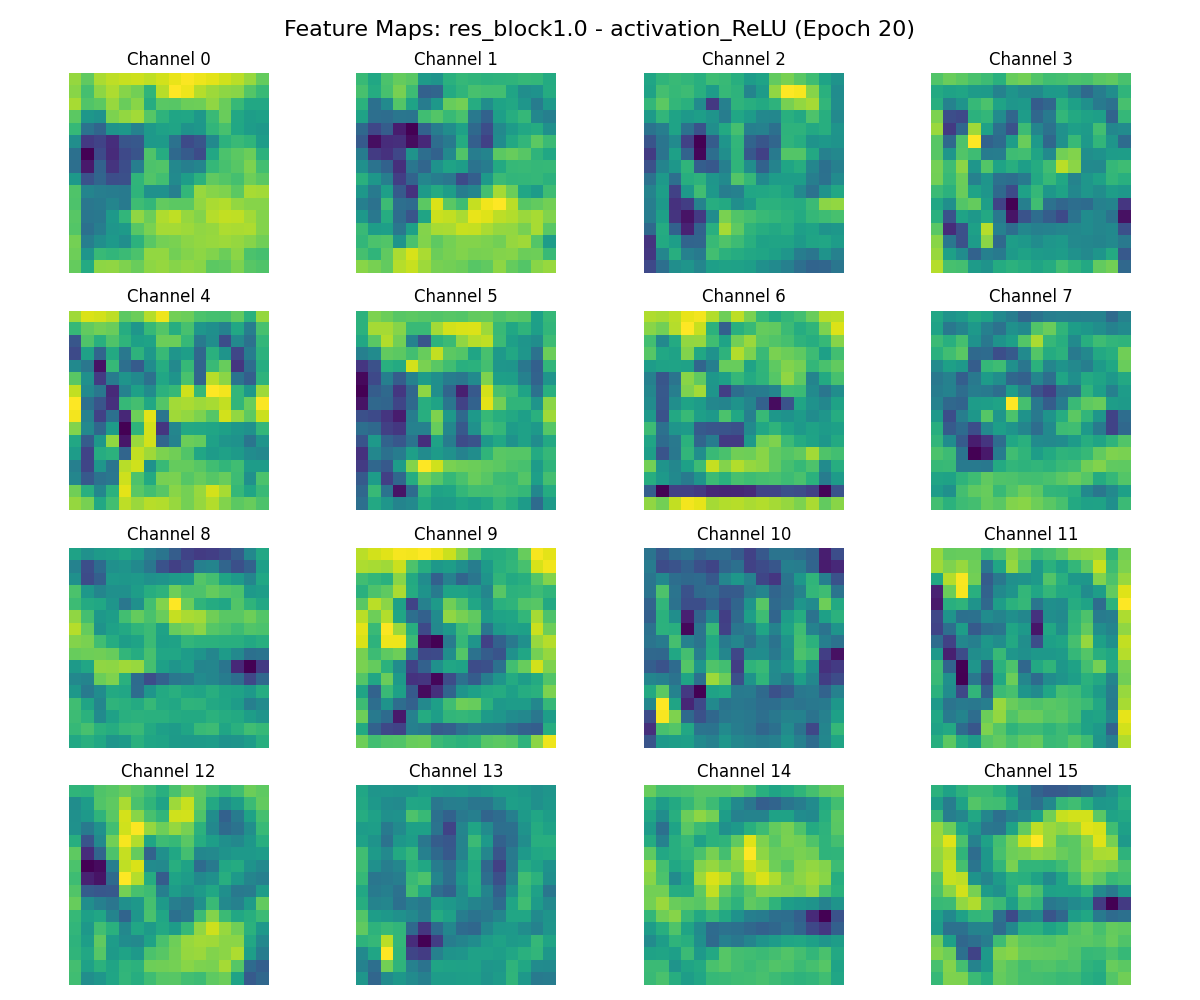 Feature Maps: res_block1.0 - activation_ReLU (Epoch 20)
Channel 0
Channel 1
Channel 2
Channel 3
Channel 4
Channel 5
Channel 6
Channel 7
Channel 8
Channel 9
Channel 10
Channel 11
Channel 12
Channel 13
Channel 14
Channel 15